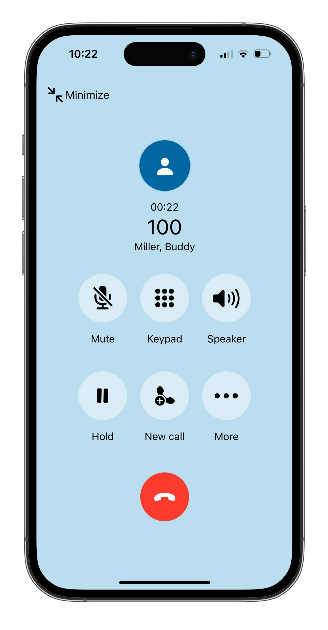 10:22
Minimize
00:22
100
Miller, Buddy
Mute Keypad Speaker
Hold New call More